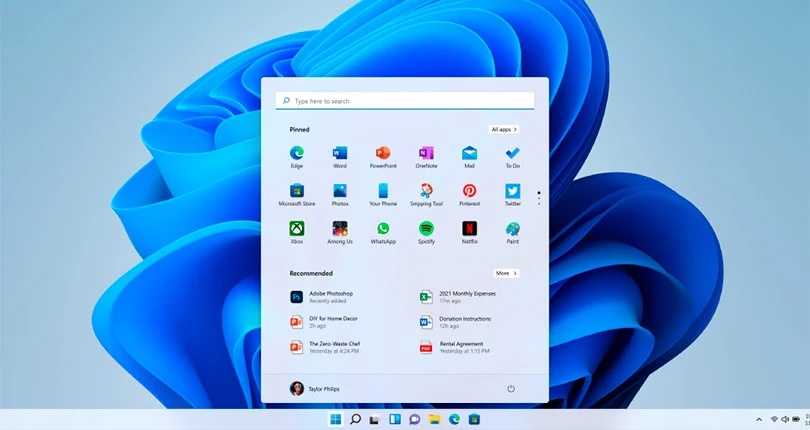 Type here to search
Pinned
All apps
Edge
Word
PowerPoint
OneNote
Mail
To Do
Microsoft Store
Photos
Your Phone
Snipping Tool
Pinterest
Twitter
Xbox
Among Us
WhatsApp
Spotify
Netflix
Paint
Recommended
More
Ps
Adobe Photoshop
Recently added
2021 Monthly Expenses
17m ago
DIY for Home Decor
2h ago
Donation Instructions
12h ago
The Zero-Waste Chef
Yesterday at 4:24 PM
PDF
Rental Agreement
Yesterday at 1:15 PM
Taylor Philips